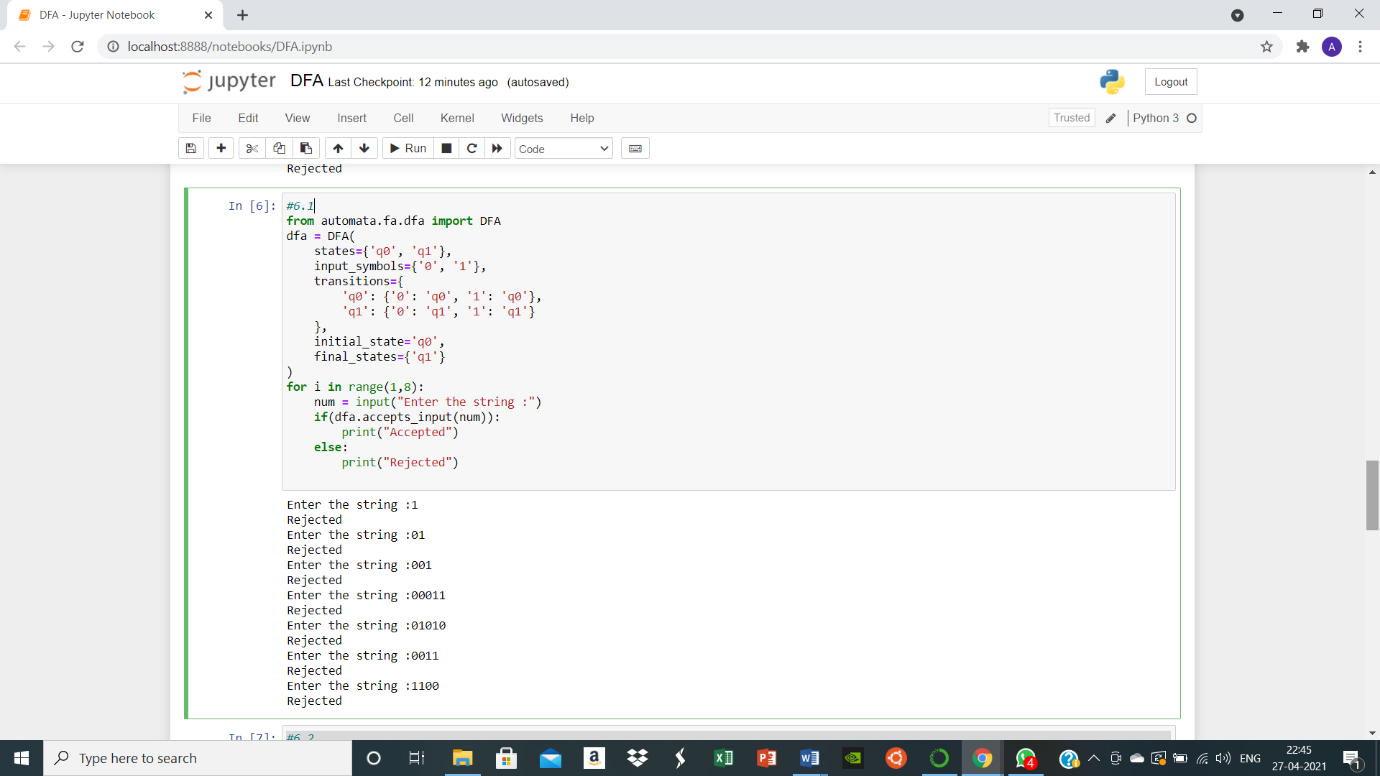 DFA - Jupyter Notebook
localhost:8888/notebooks/DFA.ipynb
A
jupyter DFA Last Checkpoint: 12 minutes ago (autosaved)
Logout
File Edit View Insert Cell Kernel Widgets Help
Trusted Python 3
Run Code
Rejected
In [6]: #6.1
from automata.fa.dfa import DFA
dfa = DFA(
    states={'q0', 'q1'},
    input_symbols={'0', '1'},
    transitions={
        'q0': {'0': 'q0', '1': 'q0'},
        'q1': {'0': 'q1', '1': 'q1'}
    },
    initial_state='q0',
    final_states={'q1'}
)
for i in range(1,8):
    num = input("Enter the string :")
    if(dfa.accepts_input(num)):
        print("Accepted")
    else:
        print("Rejected")
Enter the string :1
Rejected
Enter the string :01
Rejected
Enter the string :001
Rejected
Enter the string :00011
Rejected
Enter the string :01010
Rejected
Enter the string :0011
Rejected
Enter the string :1100
Rejected
In [7]: #6.2
Type here to search
a
4
ENG
22:45
27-04-2021
1